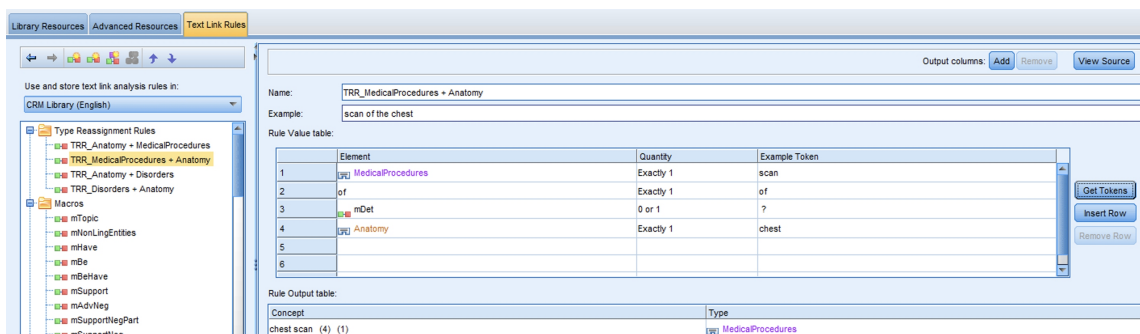 Library Resources Advanced Resources Text Link Rules
Output columns: Add Remove View Source
Use and store text link analysis rules in:
CRM Library (English)
Type Reassignment Rules
TRR_Anatomy + MedicalProcedures
TRR_MedicalProcedures + Anatomy
TRR_Anatomy + Disorders
TRR_Disorders + Anatomy
Macros
mTopic
mNonLingEntities
mHave
mBe
mBeHave
mSupport
mAdvNeg
mSupportNegPart
mSupportNeg
Name: TRR_MedicalProcedures + Anatomy
Example: scan of the chest
Rule Value table:
Element Quantity Example Token
1 MedicalProcedures Exactly 1 scan
2 of Exactly 1 of
3 mDet 0 or 1 ?
4 Anatomy Exactly 1 chest
5
6
Get Tokens
Insert Row
Remove Row
Rule Output table:
Concept Type
chest scan (4) (1) MedicalProcedures